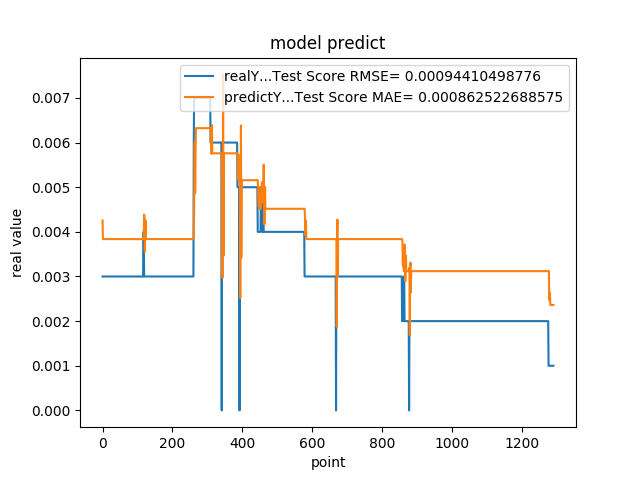 model predict
realY...Test Score RMSE= 0.00094410498776
predictY...Test Score MAE= 0.000862522688575
0.007
0.006
0.005
0.004
0.003
0.002
0.001
0.000
real value
0 200 400 600 800 1000 1200
point